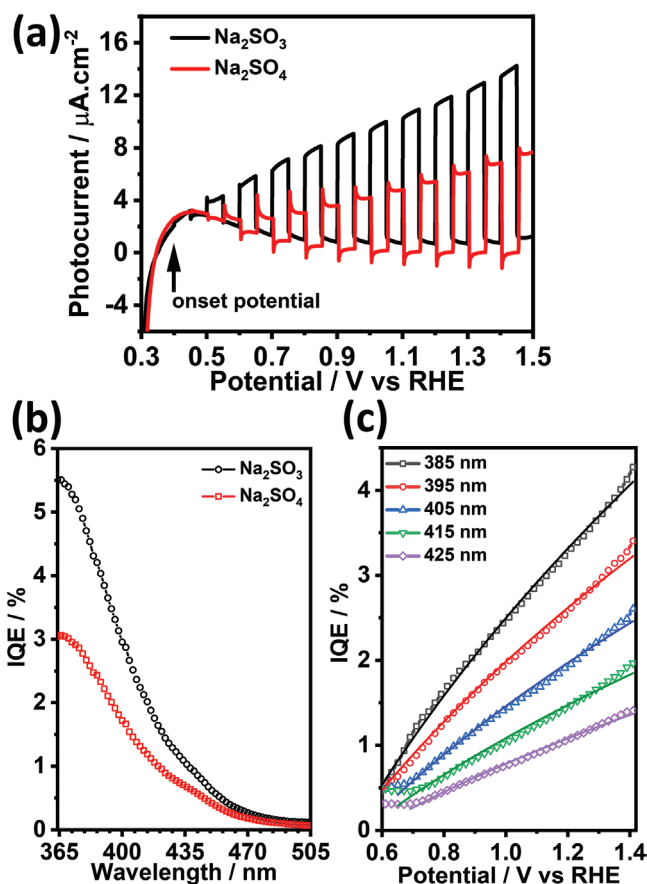 (a)
Na₂SO₃
Na₂SO₄
Photocurrent / μA.cm⁻²
16
12
8
4
0
-4
onset potential
0.3 0.5 0.7 0.9 1.1 1.3 1.5
Potential / V vs RHE
(b)
Na₂SO₃
Na₂SO₄
IQE / %
6
5
4
3
2
1
0
365 400 435 470 505
Wavelength / nm
(c)
385 nm
395 nm
405 nm
415 nm
425 nm
IQE / %
4
3
2
1
0
0.6 0.8 1.0 1.2 1.4
Potential / V vs RHE